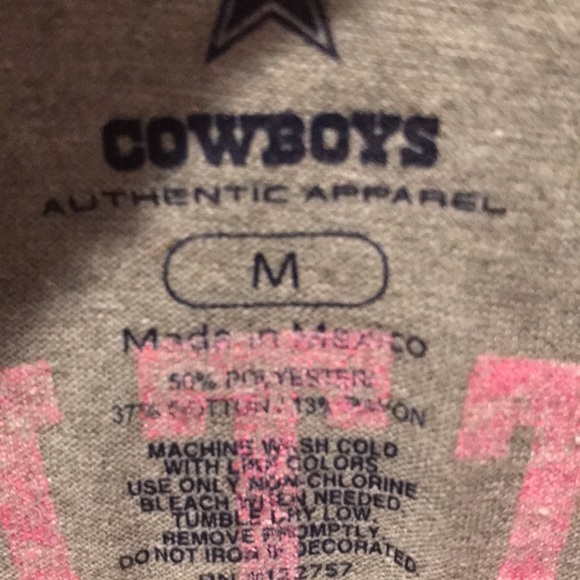 COWBOYS
AUTHENTIC APPAREL
M
Made in Mexico
50% POLYESTER
37% COTTON / 13% RAYON
MACHINE WASH COLD
WITH LIKE COLORS
USE ONLY NON-CHLORINE
BLEACH WHEN NEEDED
TUMBLE DRY LOW
REMOVE PROMPTLY
DO NOT IRON IF DECORATED